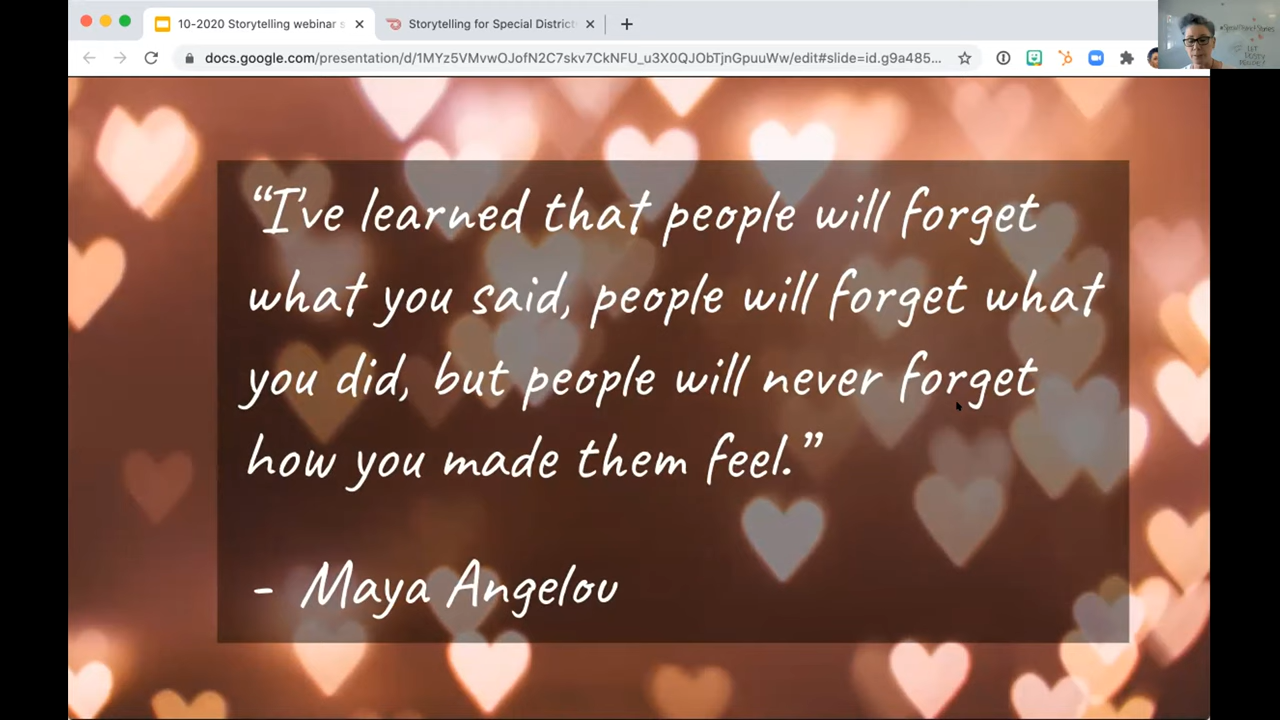 10-2020 Storytelling webinar s
Storytelling for Special District
docs.google.com/presentation/d/1MYz5VMvwOJofN2C7skv7CkNFU_u3X0QJObTjnGpuuWw/edit#slide=id.g9a485...
“I've learned that people will forget
what you said, people will forget what
you did, but people will never forget
how you made them feel.”
- Maya Angelou